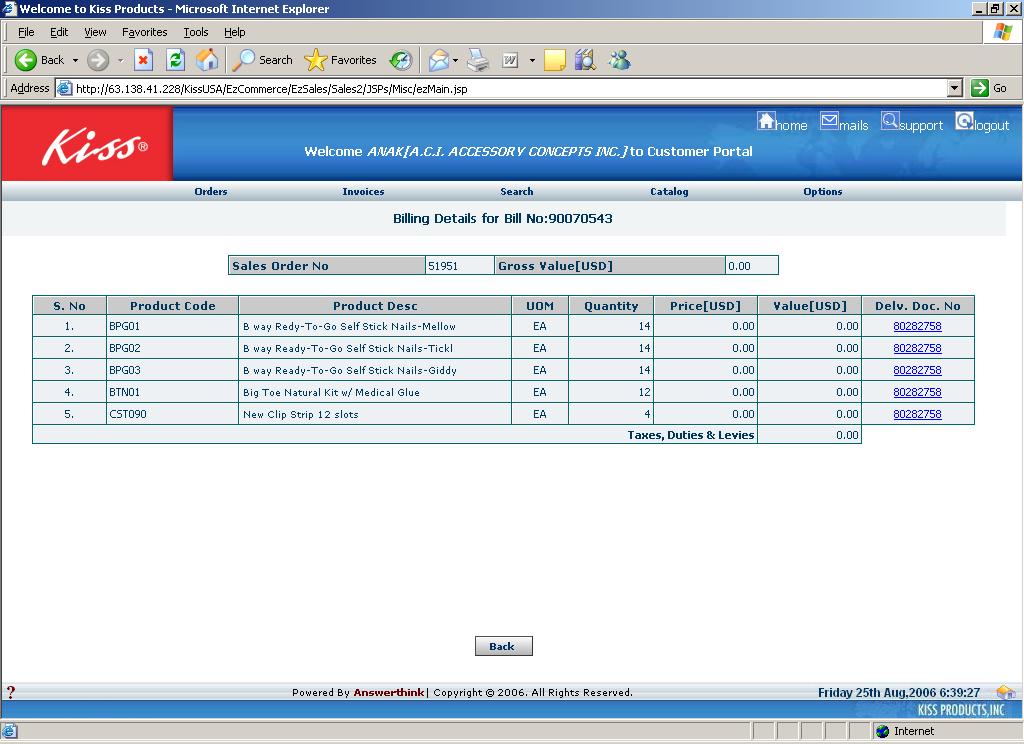 Welcome to Kiss Products - Microsoft Internet Explorer
File Edit View Favorites Tools Help
Back Search Favorites
Address http://63.138.41.228/KissUSA/EzCommerce/EzSales/Sales2/JSPs/Misc/ezMain.jsp Go
home mails support logout
Kiss®
Welcome ANAK[A.C.I. ACCESSORY CONCEPTS INC.] to Customer Portal
Orders Invoices Search Catalog Options
Billing Details for Bill No:90070543
Sales Order No 51951 Gross Value[USD] 0.00
S. No Product Code Product Desc UOM Quantity Price[USD] Value[USD] Delv. Doc. No
1. BPG01 B way Redy-To-Go Self Stick Nails-Mellow EA 14 0.00 0.00 80282758
2. BPG02 B way Ready-To-Go Self Stick Nails-Tickl EA 14 0.00 0.00 80282758
3. BPG03 B way Ready-To-Go Self Stick Nails-Giddy EA 14 0.00 0.00 80282758
4. BTN01 Big Toe Natural Kit w/ Medical Glue EA 12 0.00 0.00 80282758
5. CST090 New Clip Strip 12 slots EA 4 0.00 0.00 80282758
Taxes, Duties & Levies 0.00
Back
? Powered By Answerthink| Copyright © 2006. All Rights Reserved. Friday 25th Aug,2006 6:39:27
KISS PRODUCTS,INC
Internet